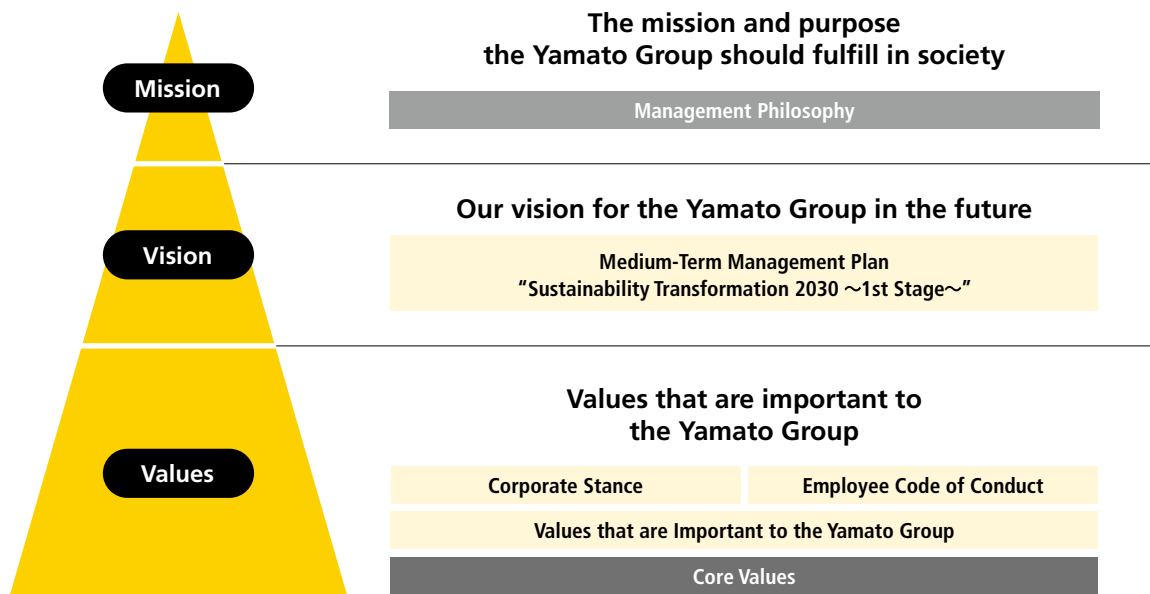 Mission
The mission and purpose
the Yamato Group should fulfill in society
Management Philosophy
Vision
Our vision for the Yamato Group in the future
Medium-Term Management Plan
“Sustainability Transformation 2030 ～1st Stage～”
Values
Values that are important to
the Yamato Group
Corporate Stance
Employee Code of Conduct
Values that are Important to the Yamato Group
Core Values